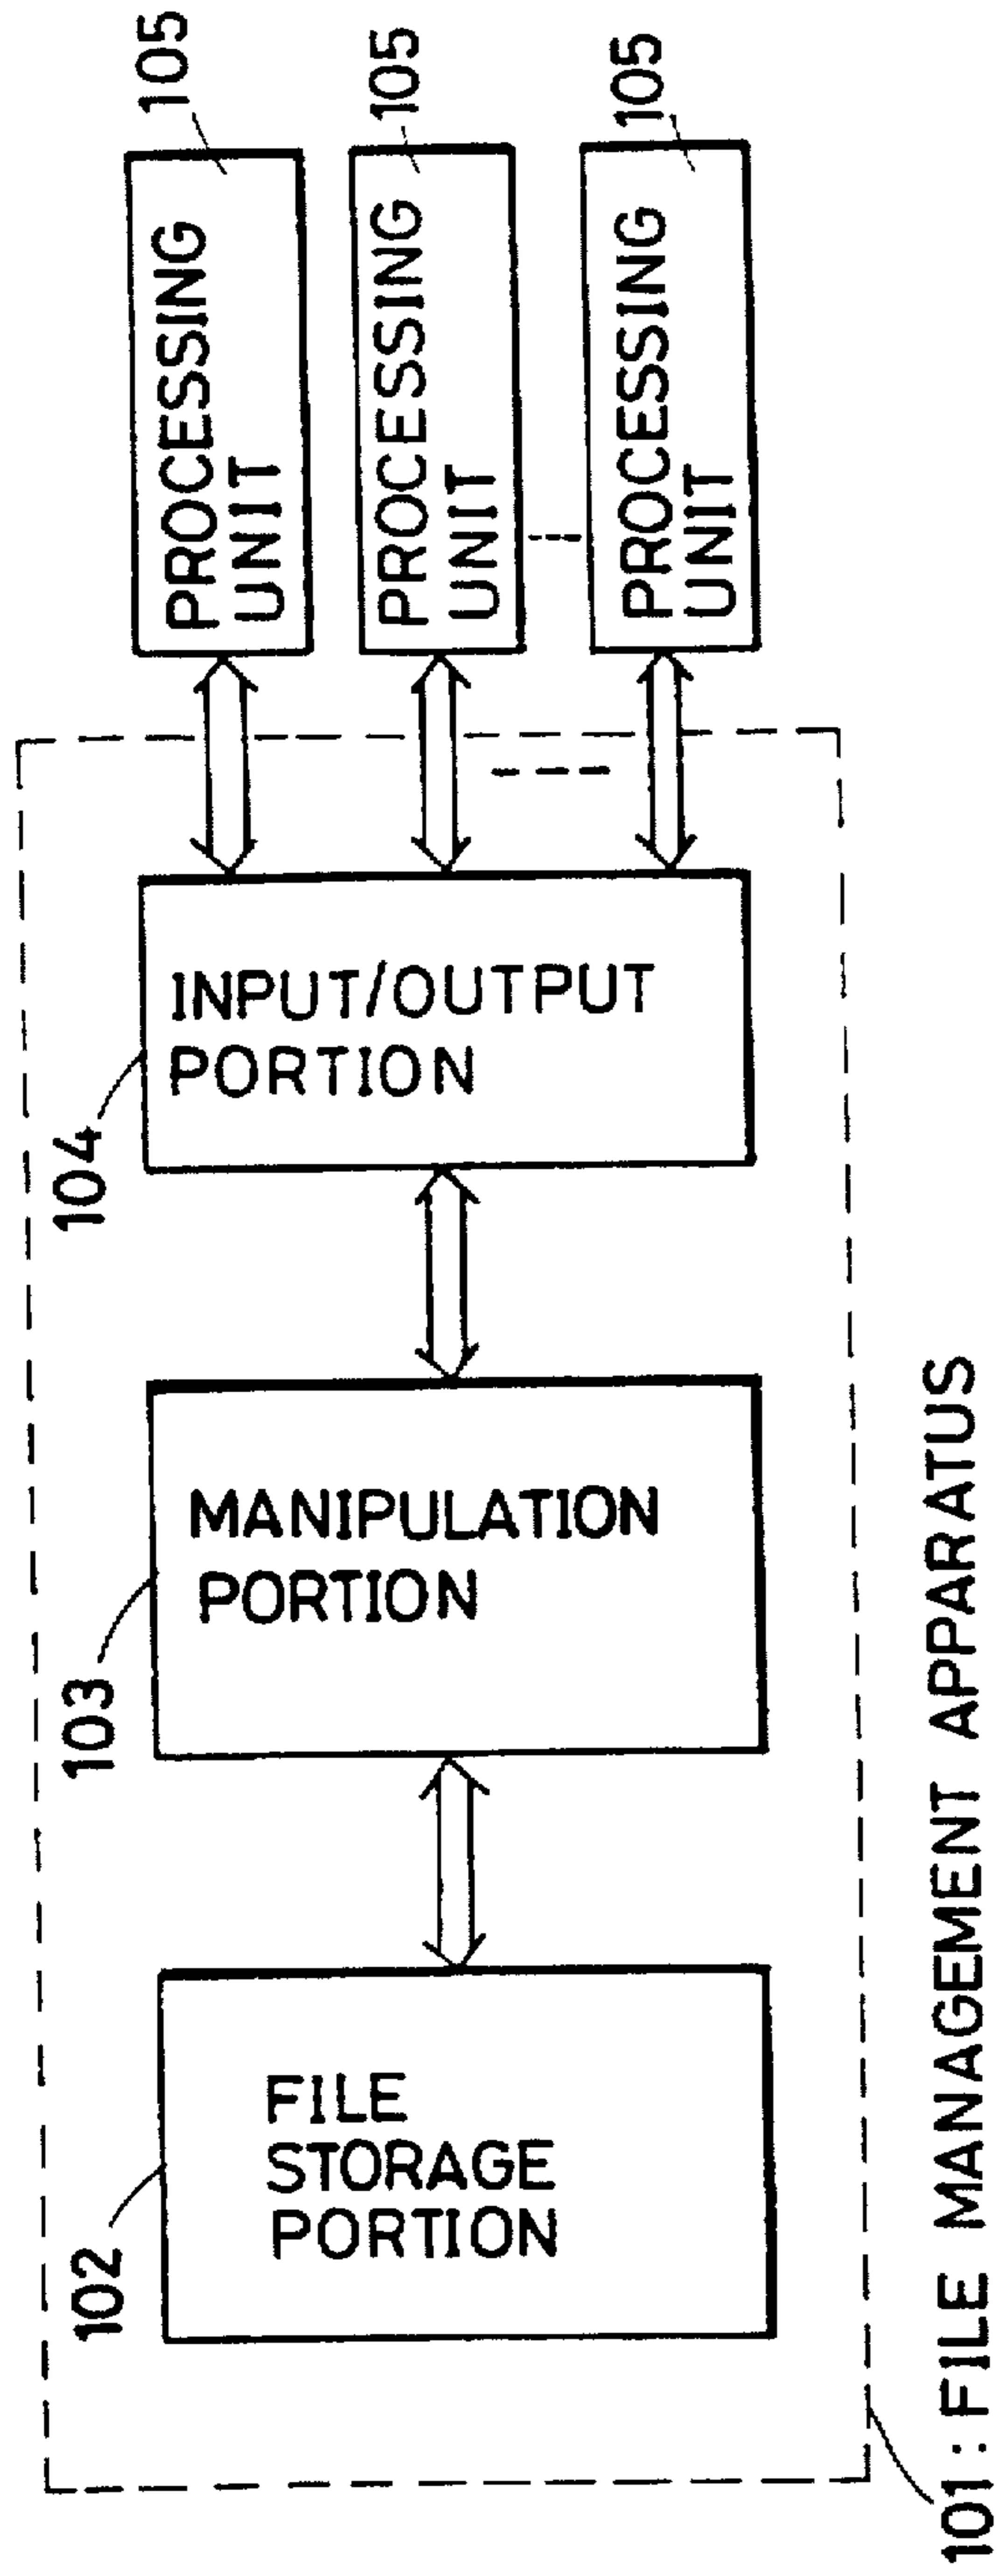 105
PROCESSING
UNIT
105
PROCESSING
UNIT
105
PROCESSING
UNIT
104
INPUT/OUTPUT
PORTION
103
MANIPULATION
PORTION
102
FILE
STORAGE
PORTION
101: FILE MANAGEMENT APPARATUS